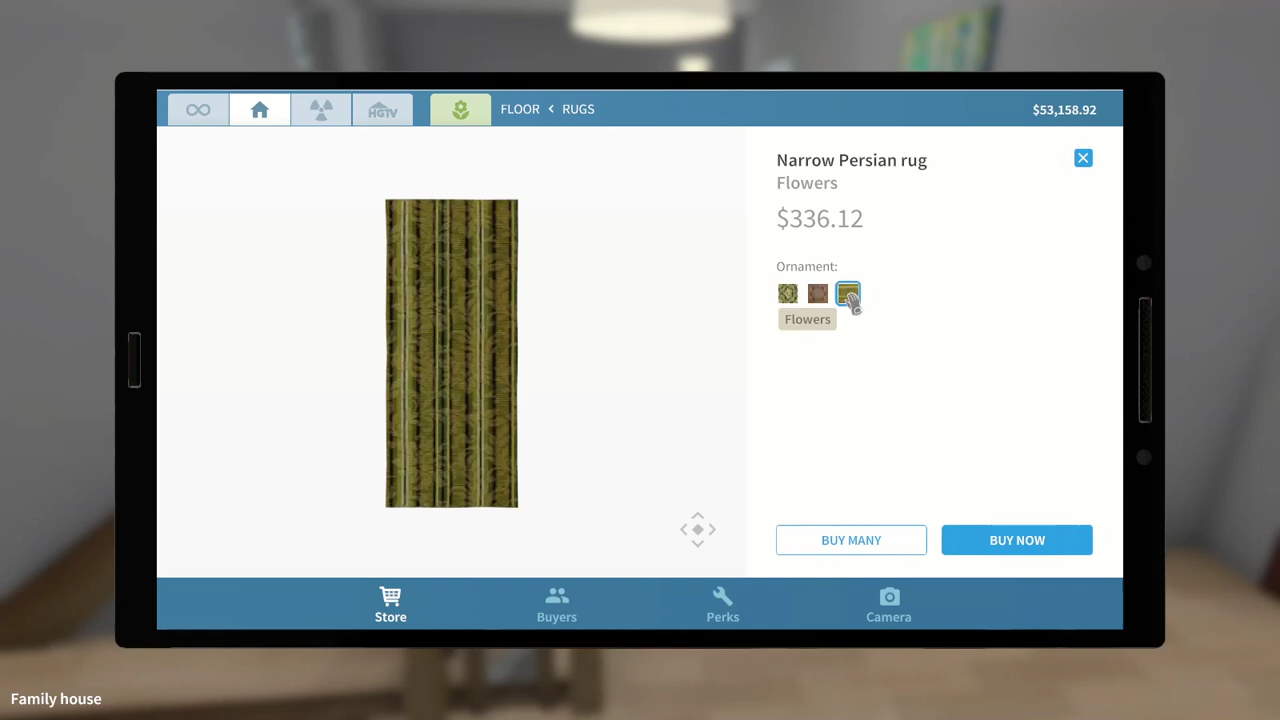 HGTV
FLOOR < RUGS
$53,158.92
Narrow Persian rug
Flowers
$336.12
Ornament:
Flowers
BUY MANY
BUY NOW
Store
Buyers
Perks
Camera
Family house